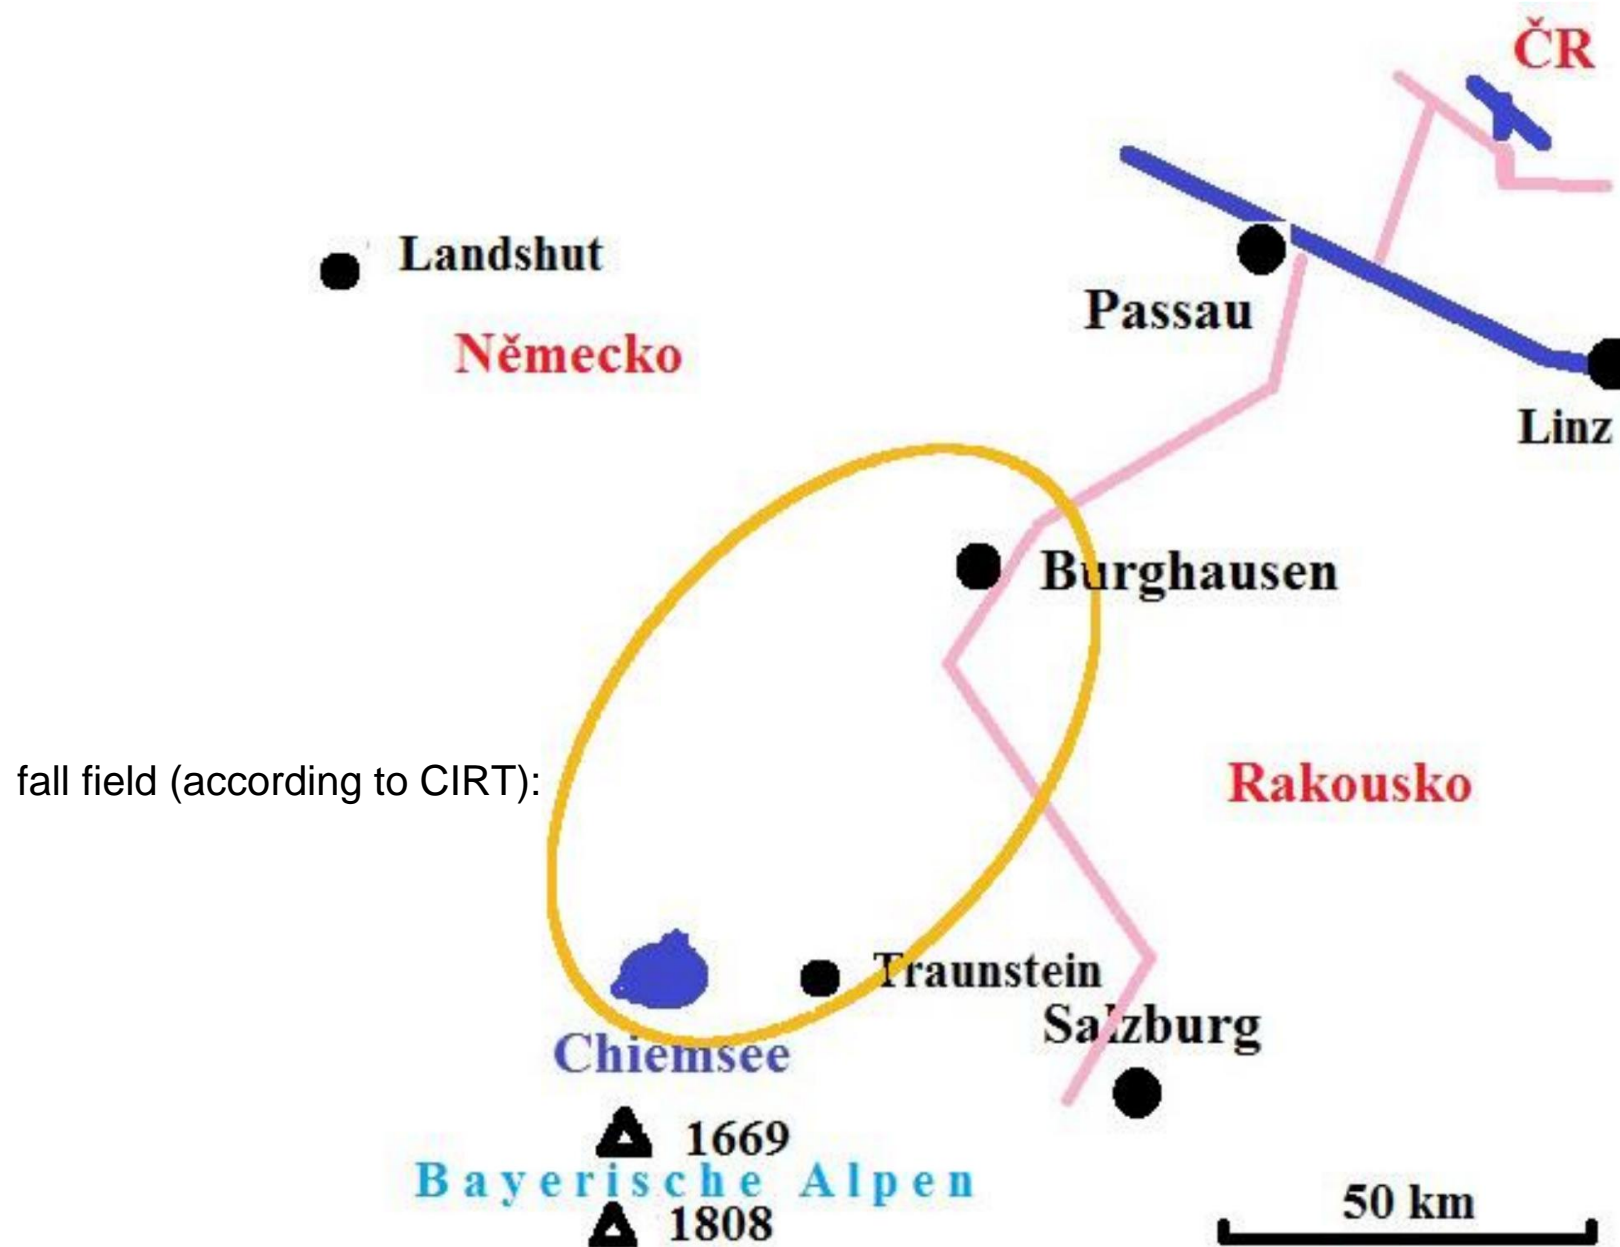 ČR
Landshut
Německo
Passau
Linz
Burghausen
fall field (according to CIRT):
Rakousko
Traunstein
Salzburg
Chiemsee
1669
Bayerische Alpen
1808
50 km